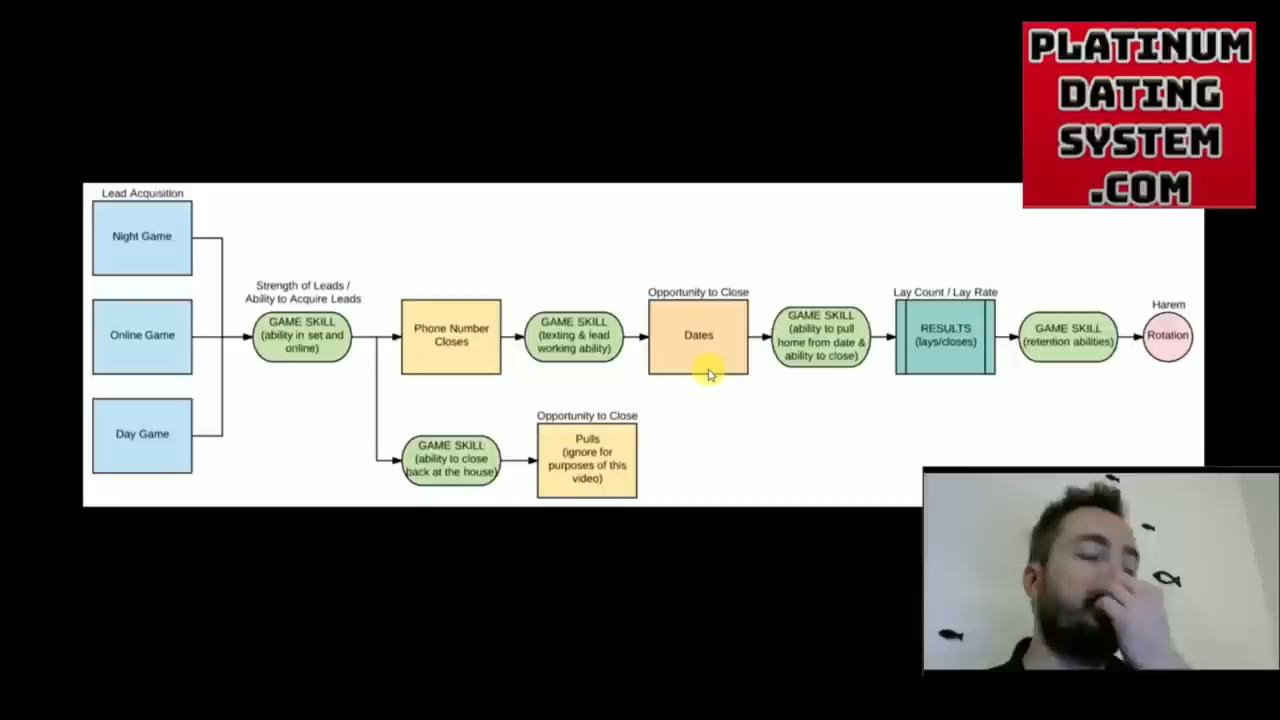 PLATINUM
DATING
SYSTEM
.COM
Lead Acquisition
Night Game
Online Game
Day Game
Strength of Leads /
Ability to Acquire Leads
GAME SKILL
(ability in set and
online)
Phone Number
Closes
GAME SKILL
(texting & lead
working ability)
Opportunity to Close
Dates
GAME SKILL
(ability to pull
home from date &
ability to close)
Lay Count / Lay Rate
RESULTS
(lays/closes)
GAME SKILL
(retention abilities)
Harem
Rotation
GAME SKILL
(ability to close
back at the house)
Opportunity to Close
Pulls
(ignore for
purposes of this
video)